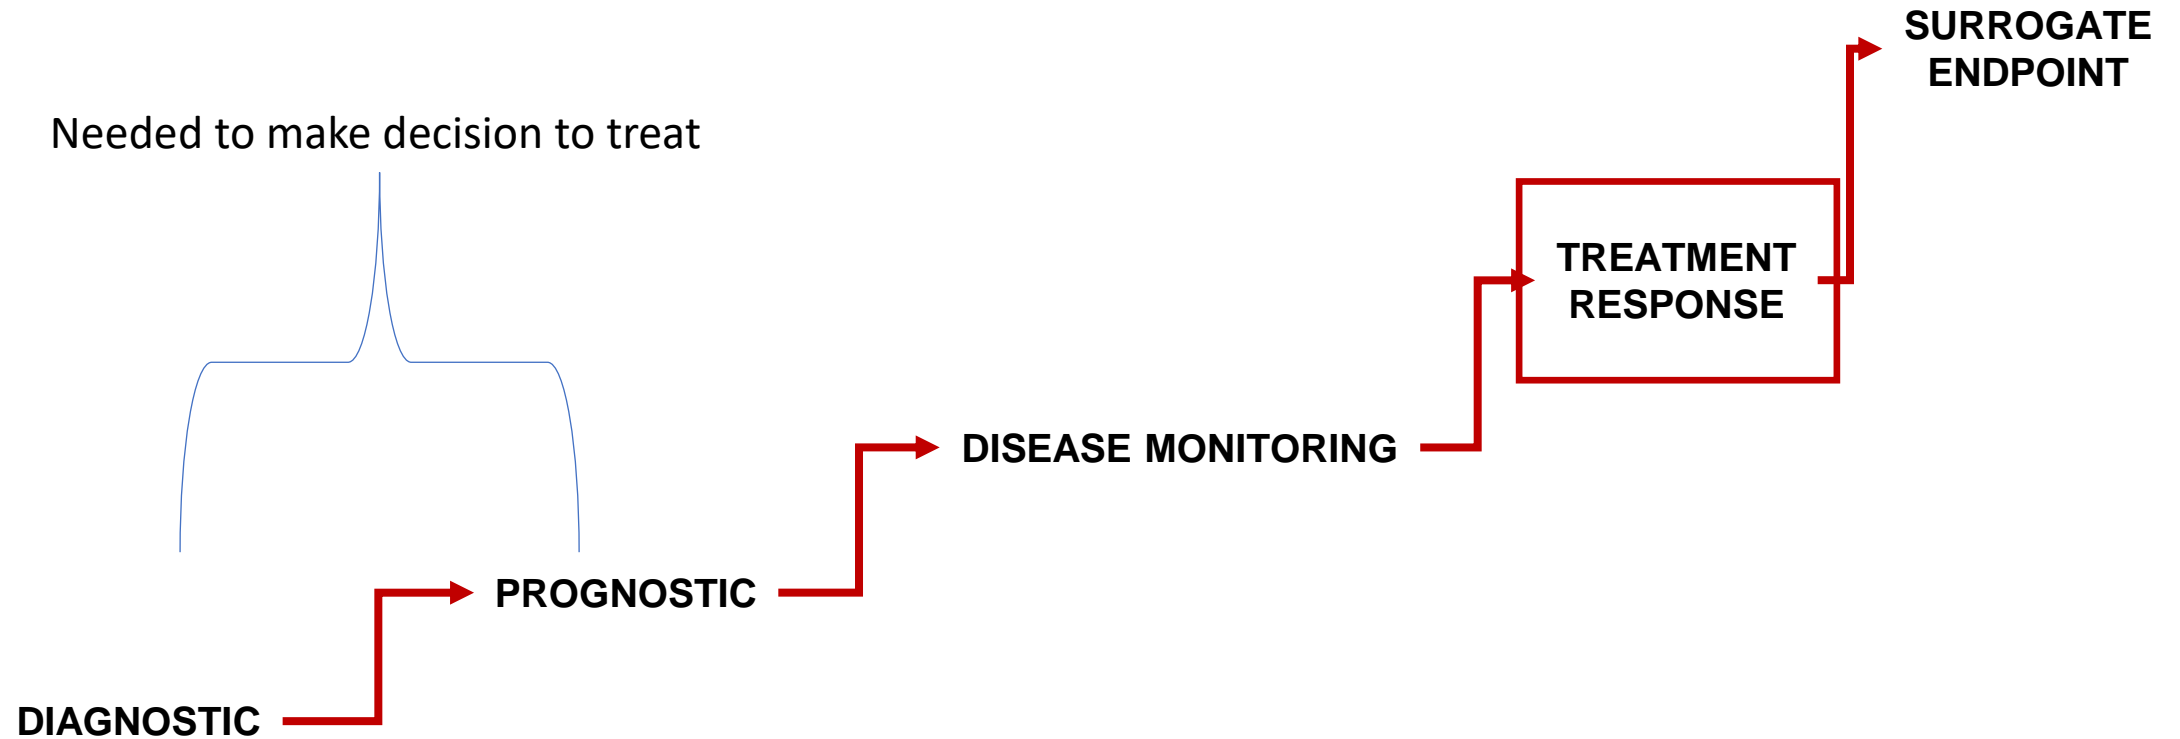 SURROGATE
ENDPOINT
Needed to make decision to treat
TREATMENT
RESPONSE
DISEASE MONITORING
PROGNOSTIC
DIAGNOSTIC